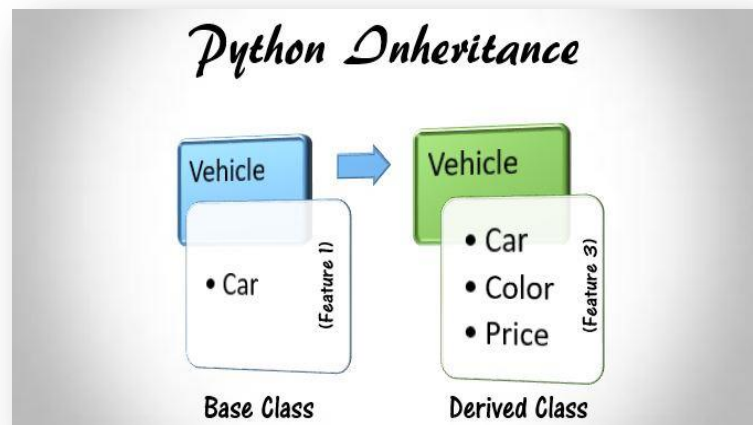 Python Inheritance
Vehicle
• Car
(Feature 1)
Base Class
Vehicle
• Car
• Color
• Price
(Feature 3)
Derived Class